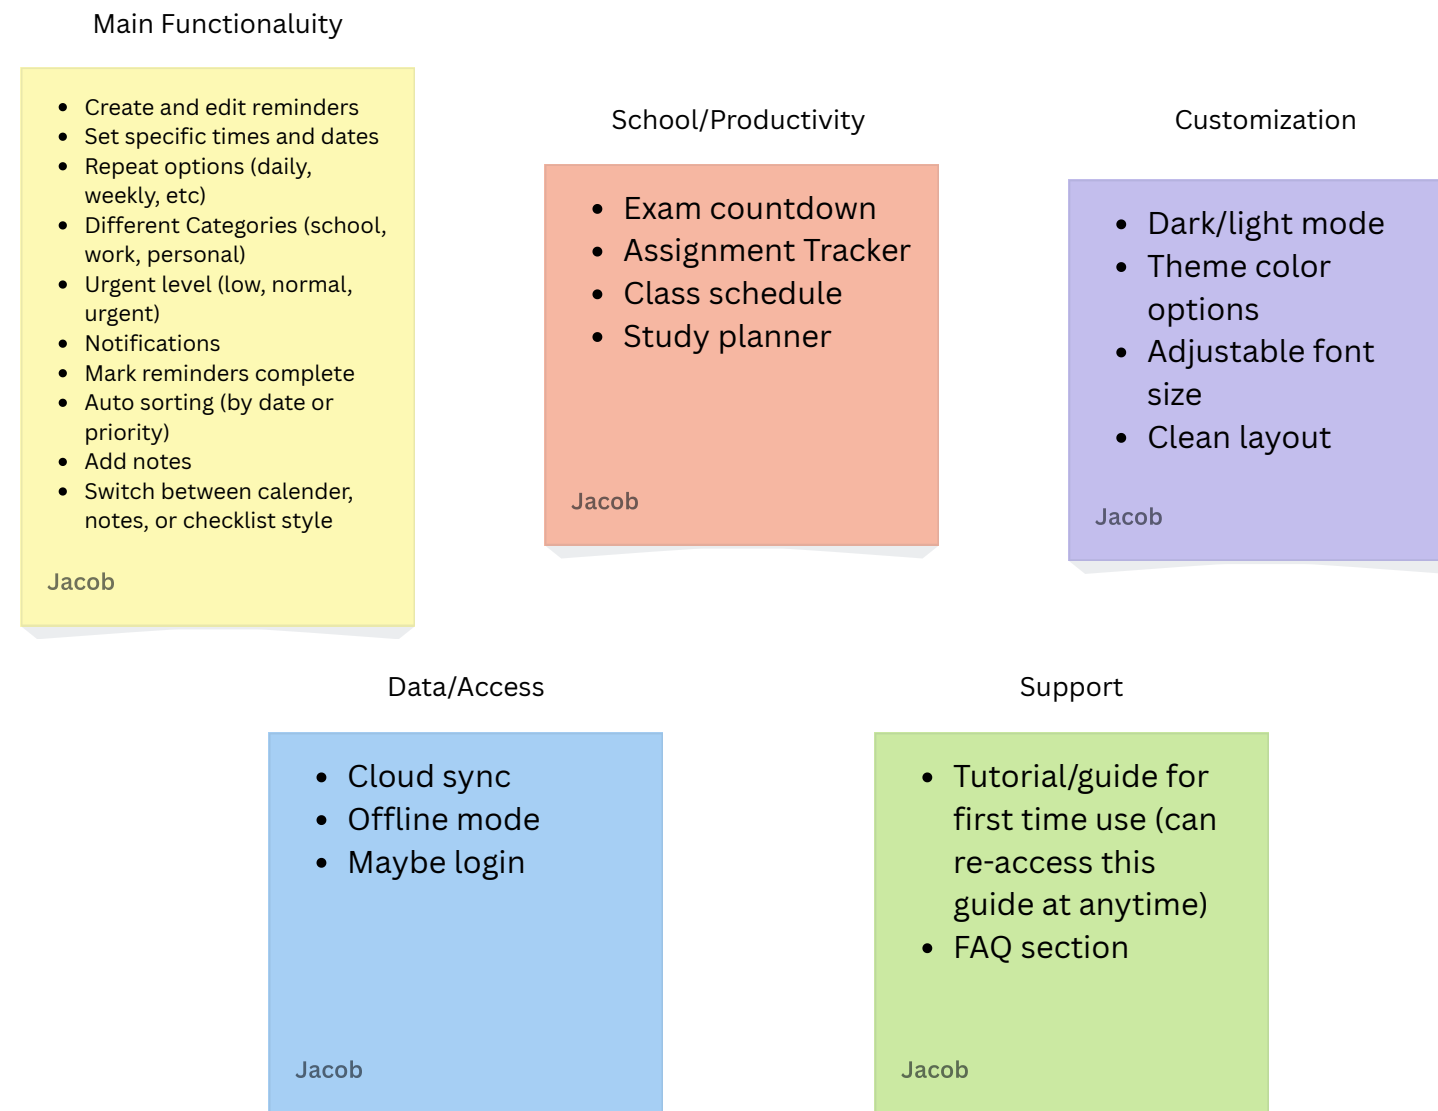 Main Functionaluity
• Create and edit reminders
• Set specific times and dates
• Repeat options (daily,
weekly, etc)
• Different Categories (school,
work, personal)
• Urgent level (low, normal,
urgent)
• Notifications
• Mark reminders complete
• Auto sorting (by date or
priority)
• Add notes
• Switch between calender,
notes, or checklist style
Jacob
School/Productivity
• Exam countdown
• Assignment Tracker
• Class schedule
• Study planner
Jacob
Customization
• Dark/light mode
• Theme color
options
• Adjustable font
size
• Clean layout
Jacob
Data/Access
• Cloud sync
• Offline mode
• Maybe login
Jacob
Support
• Tutorial/guide for
first time use (can
re-access this
guide at anytime)
• FAQ section
Jacob